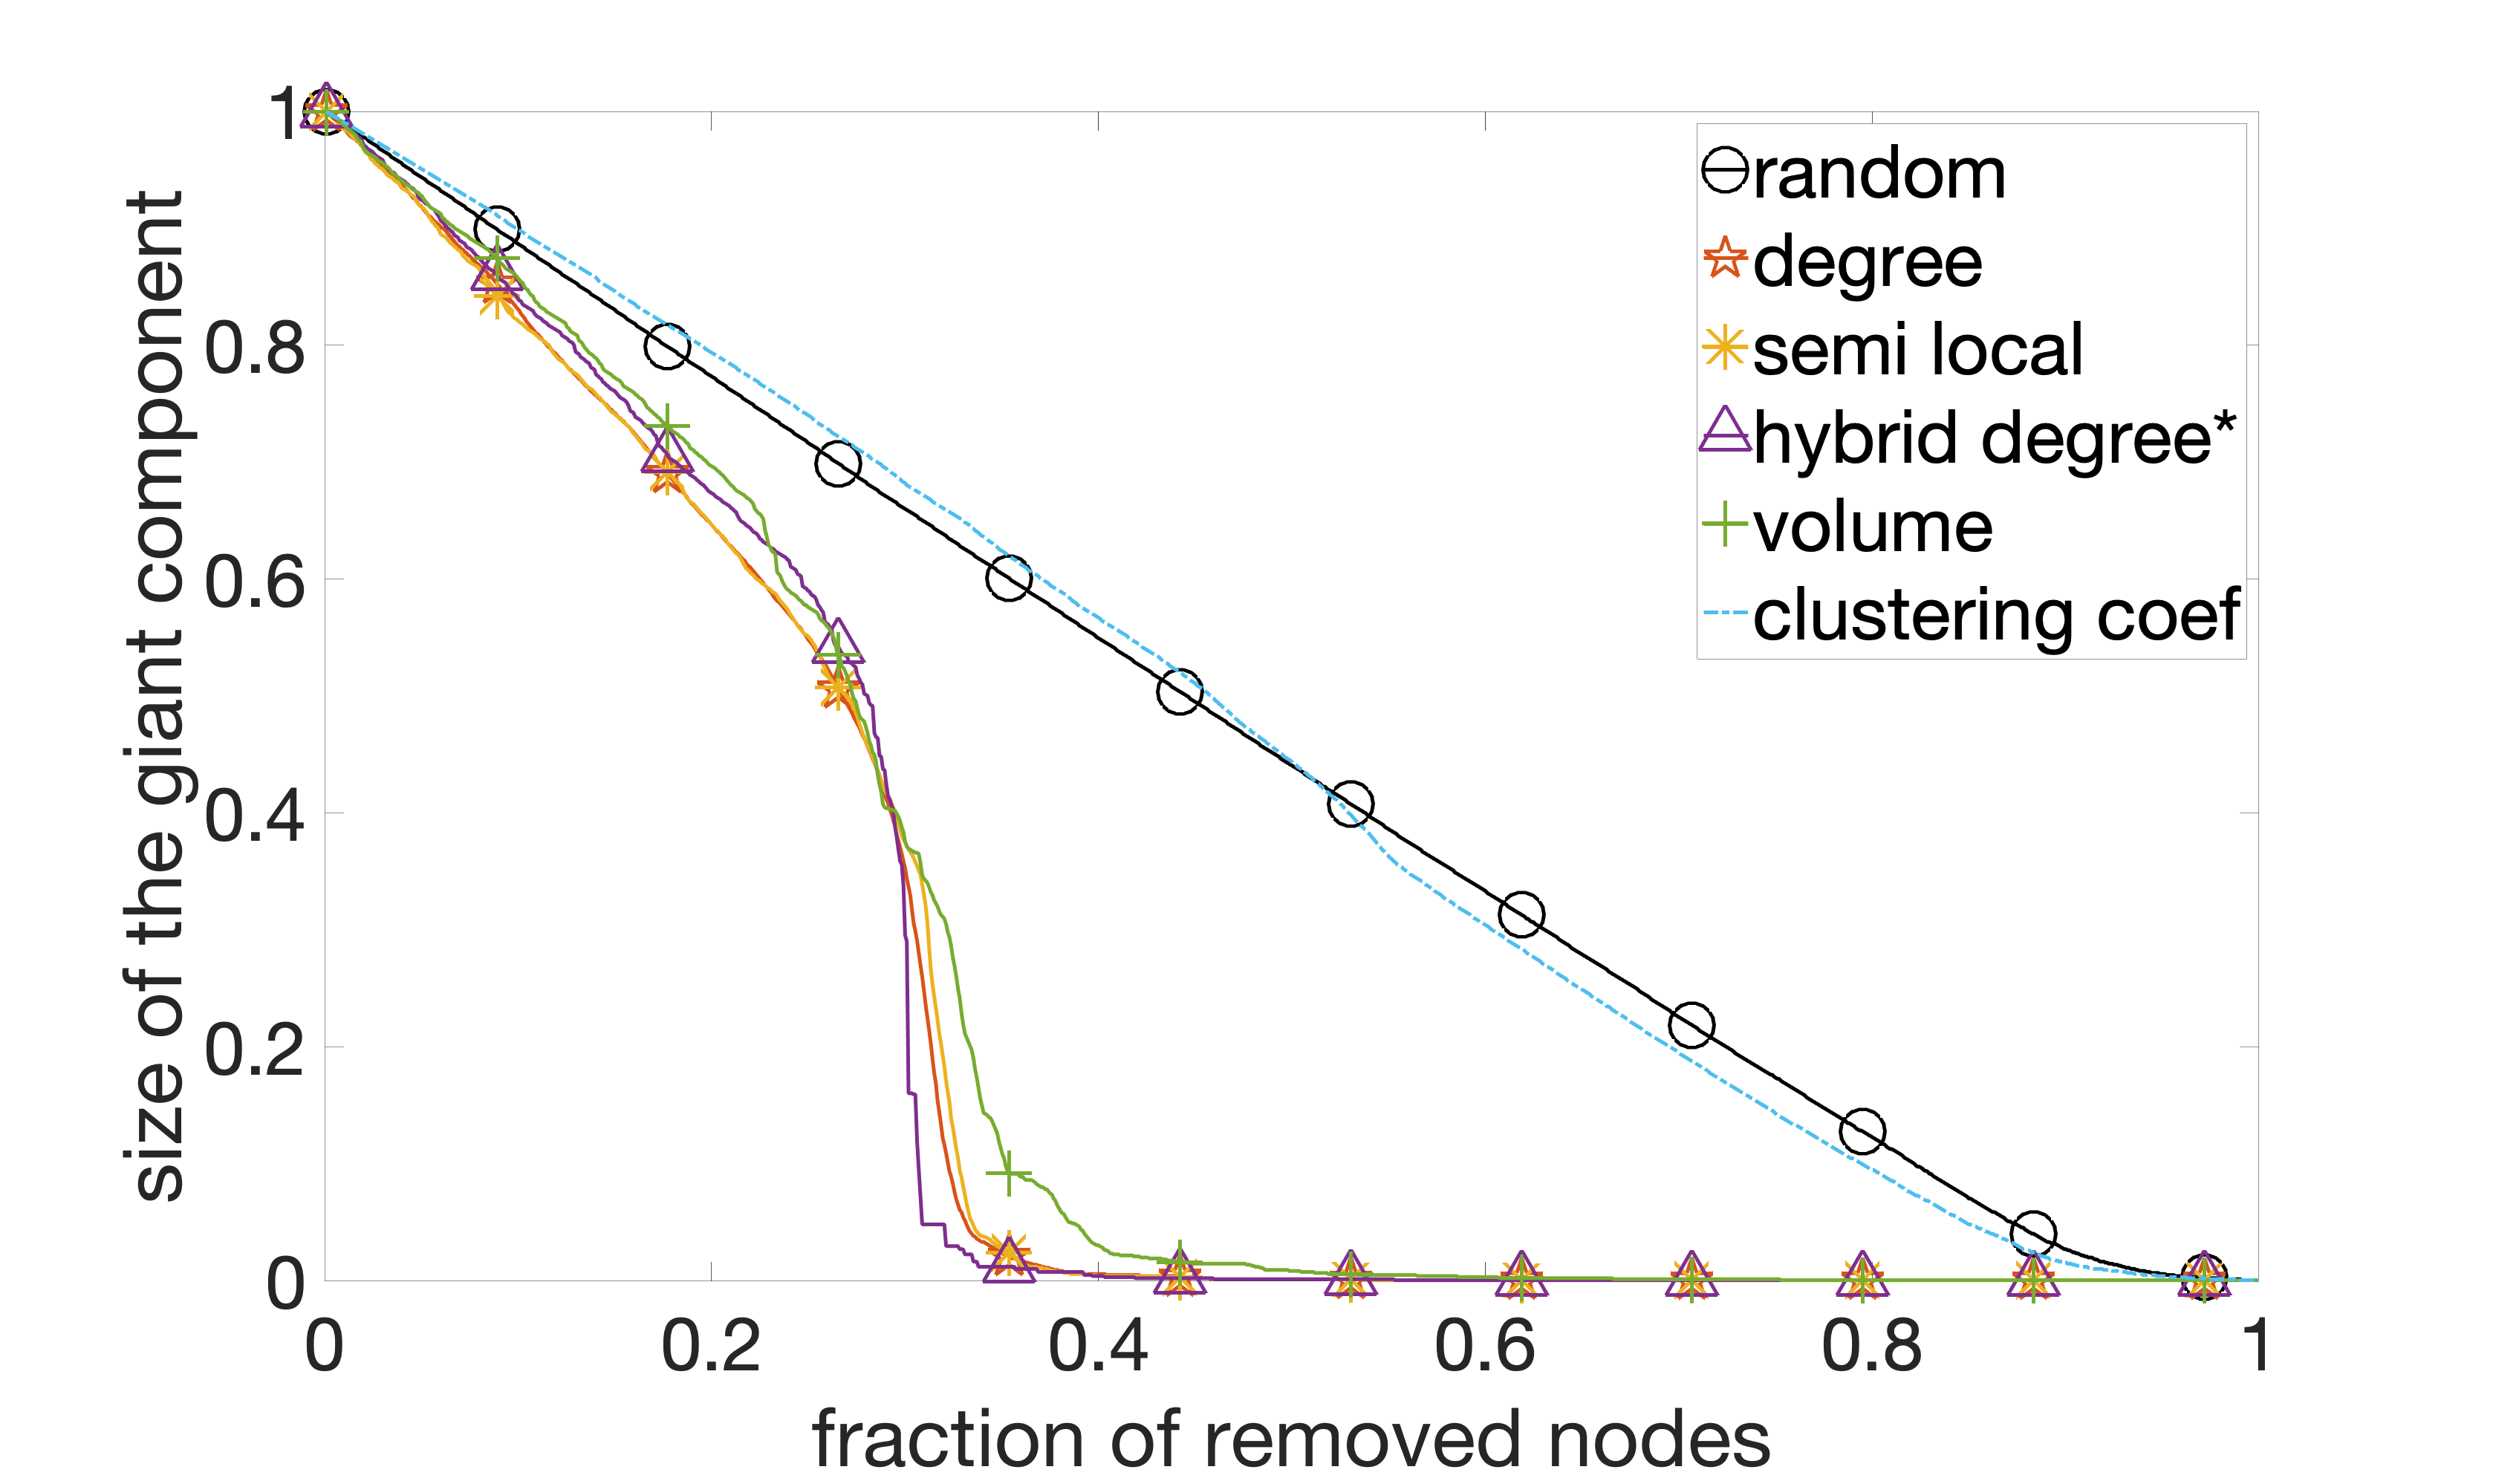 size of the giant component
1
0.8
0.6
0.4
0.2
0
0
0.2
0.4
0.6
0.8
1
fraction of removed nodes
random
degree
semi local
hybrid degree*
volume
clustering coef